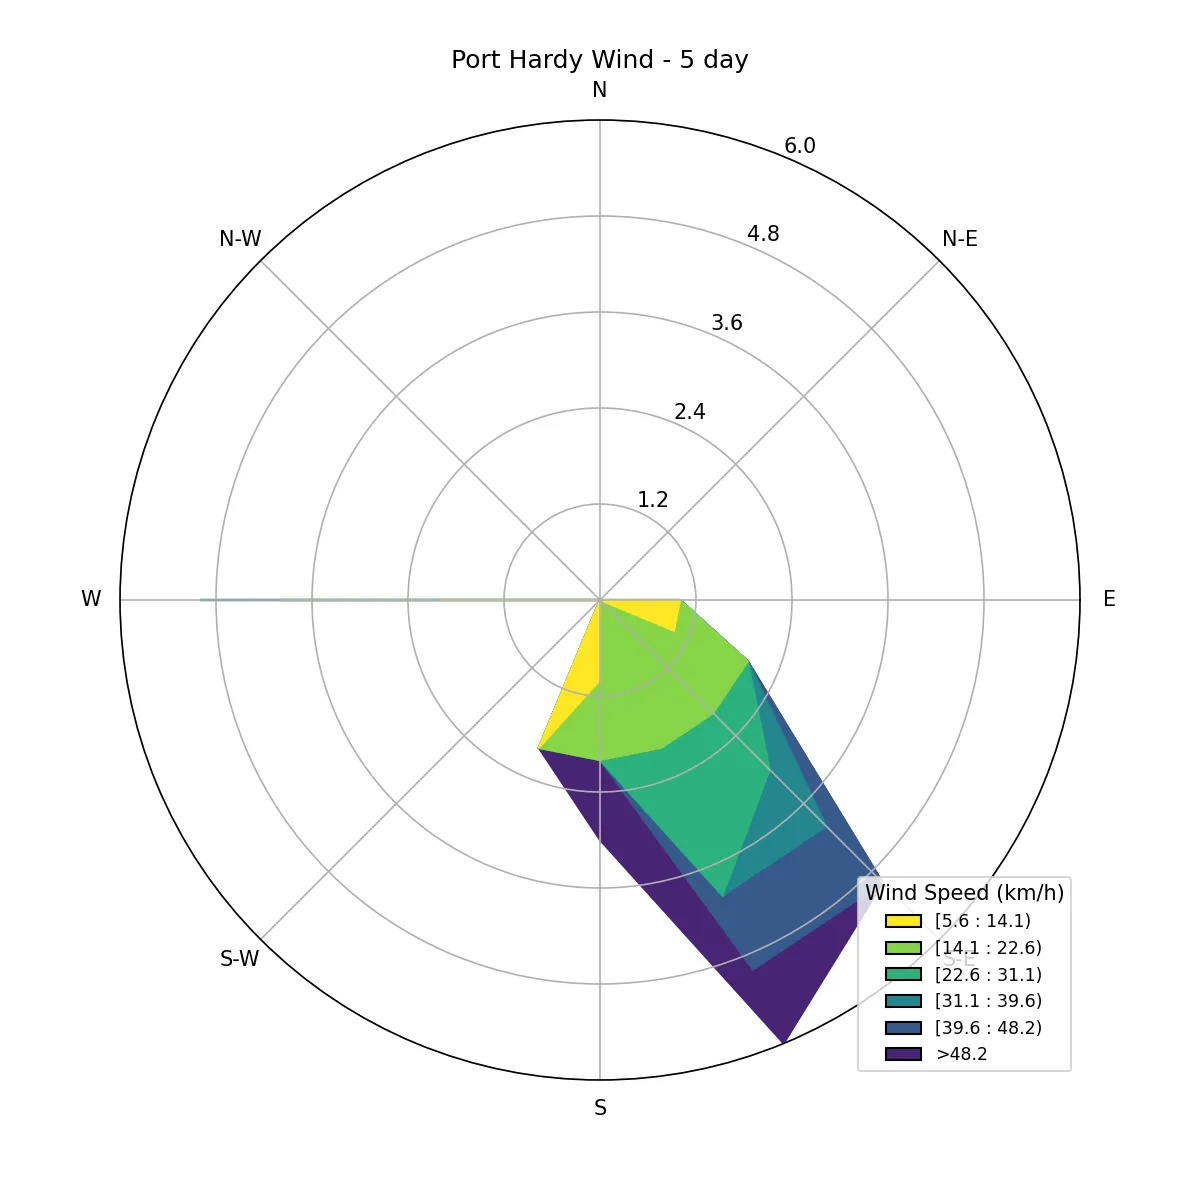 Port Hardy Wind - 5 day
N
6.0
N-W
N-E
4.8
3.6
2.4
1.2
W
E
Wind Speed (km/h)
[5.6 : 14.1)
[14.1 : 22.6)
S-W
S-E
[22.6 : 31.1)
[31.1 : 39.6)
[39.6 : 48.2)
>48.2
S